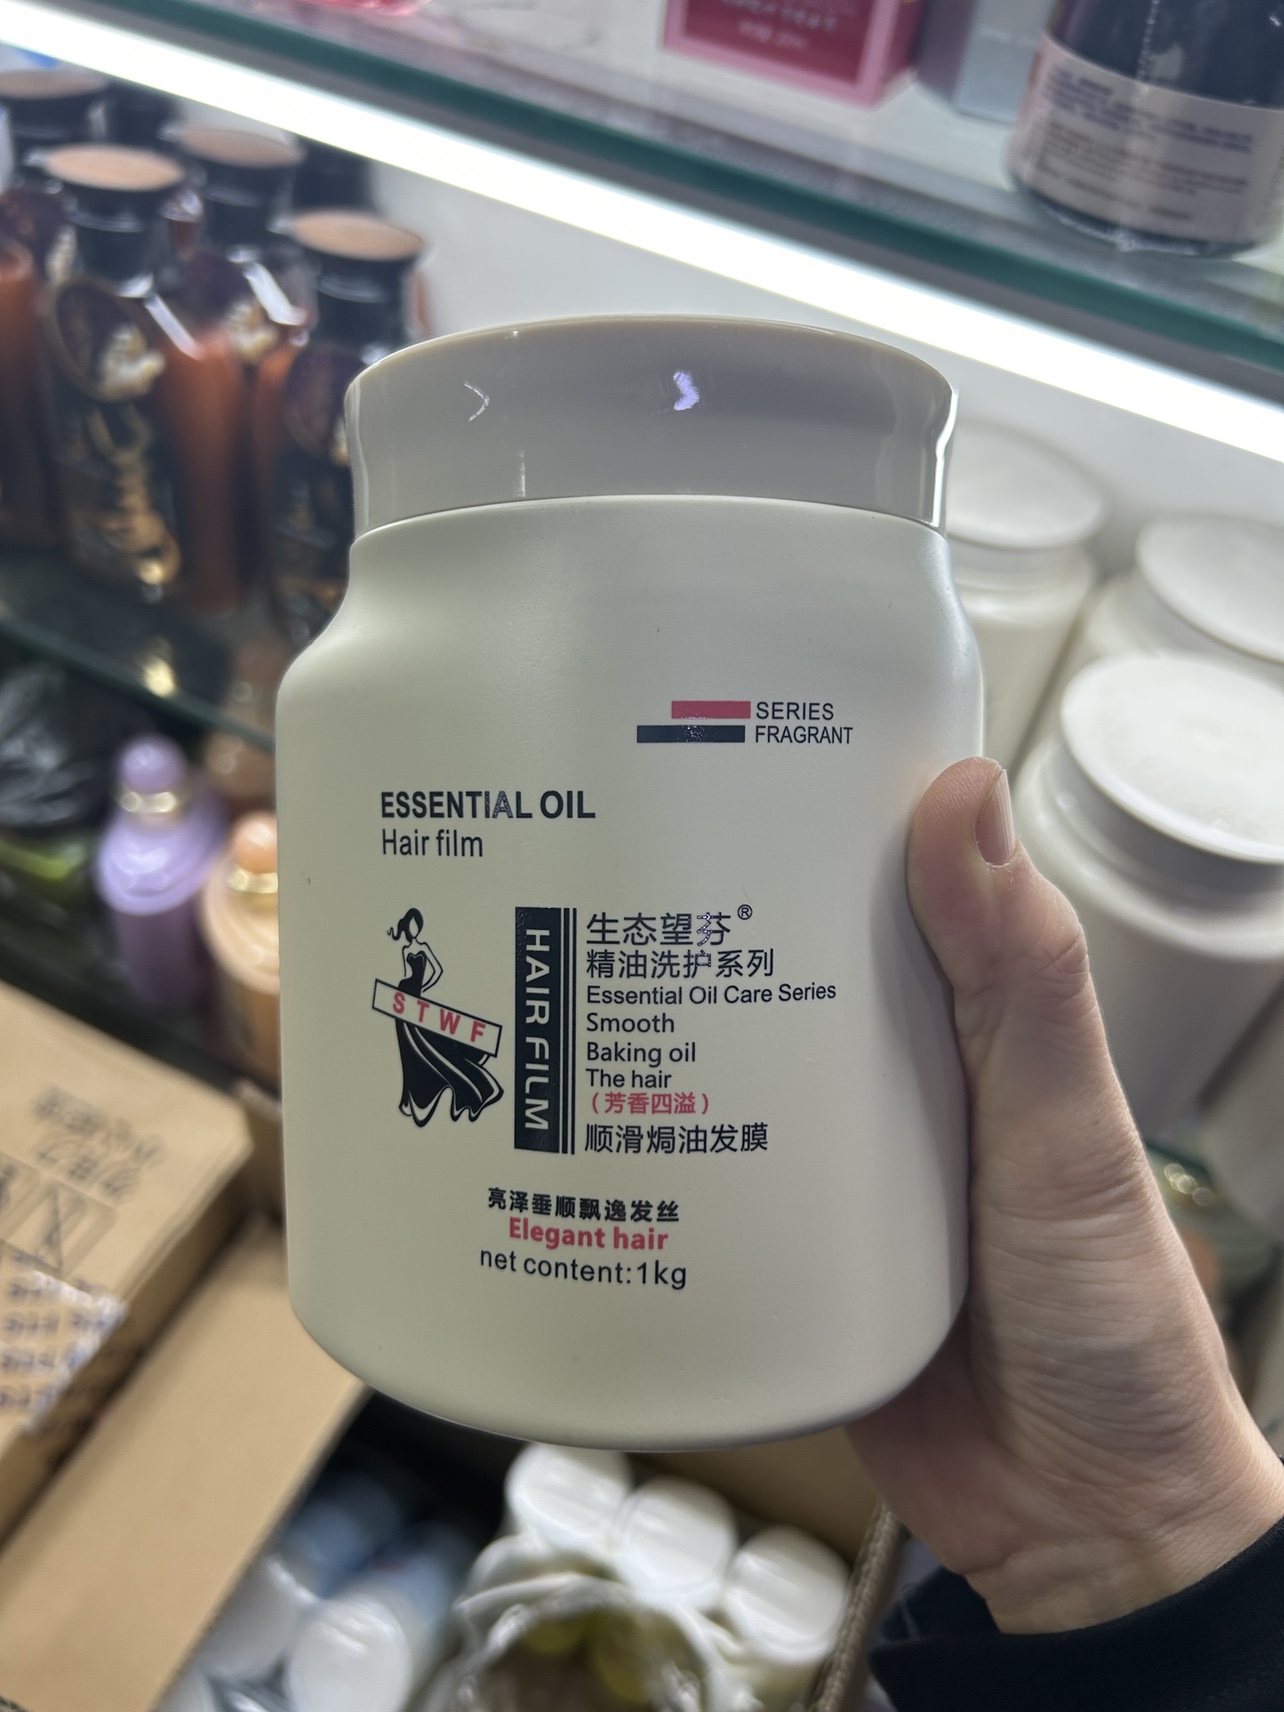 SERIES
FRAGRANT
ESSENTIAL OIL
Hair film
STWF
HAIR FILM
生态望芬®
精油洗护系列
Essential Oil Care Series
Smooth
Baking oil
The hair
（芳香四溢）
顺滑焗油发膜
亮泽垂顺飘逸发丝
Elegant hair
net content:1kg